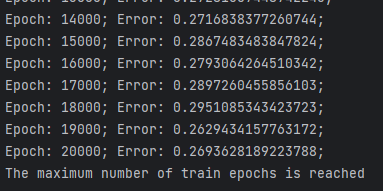 Epoch: 14000; Error: 0.2716838377260744;
Epoch: 15000; Error: 0.2867483483847824;
Epoch: 16000; Error: 0.2793064264510342;
Epoch: 17000; Error: 0.2897260455856103;
Epoch: 18000; Error: 0.29510854343423723;
Epoch: 19000; Error: 0.2629434157763172;
Epoch: 20000; Error: 0.2693628189223788;
The maximum number of train epochs is reached